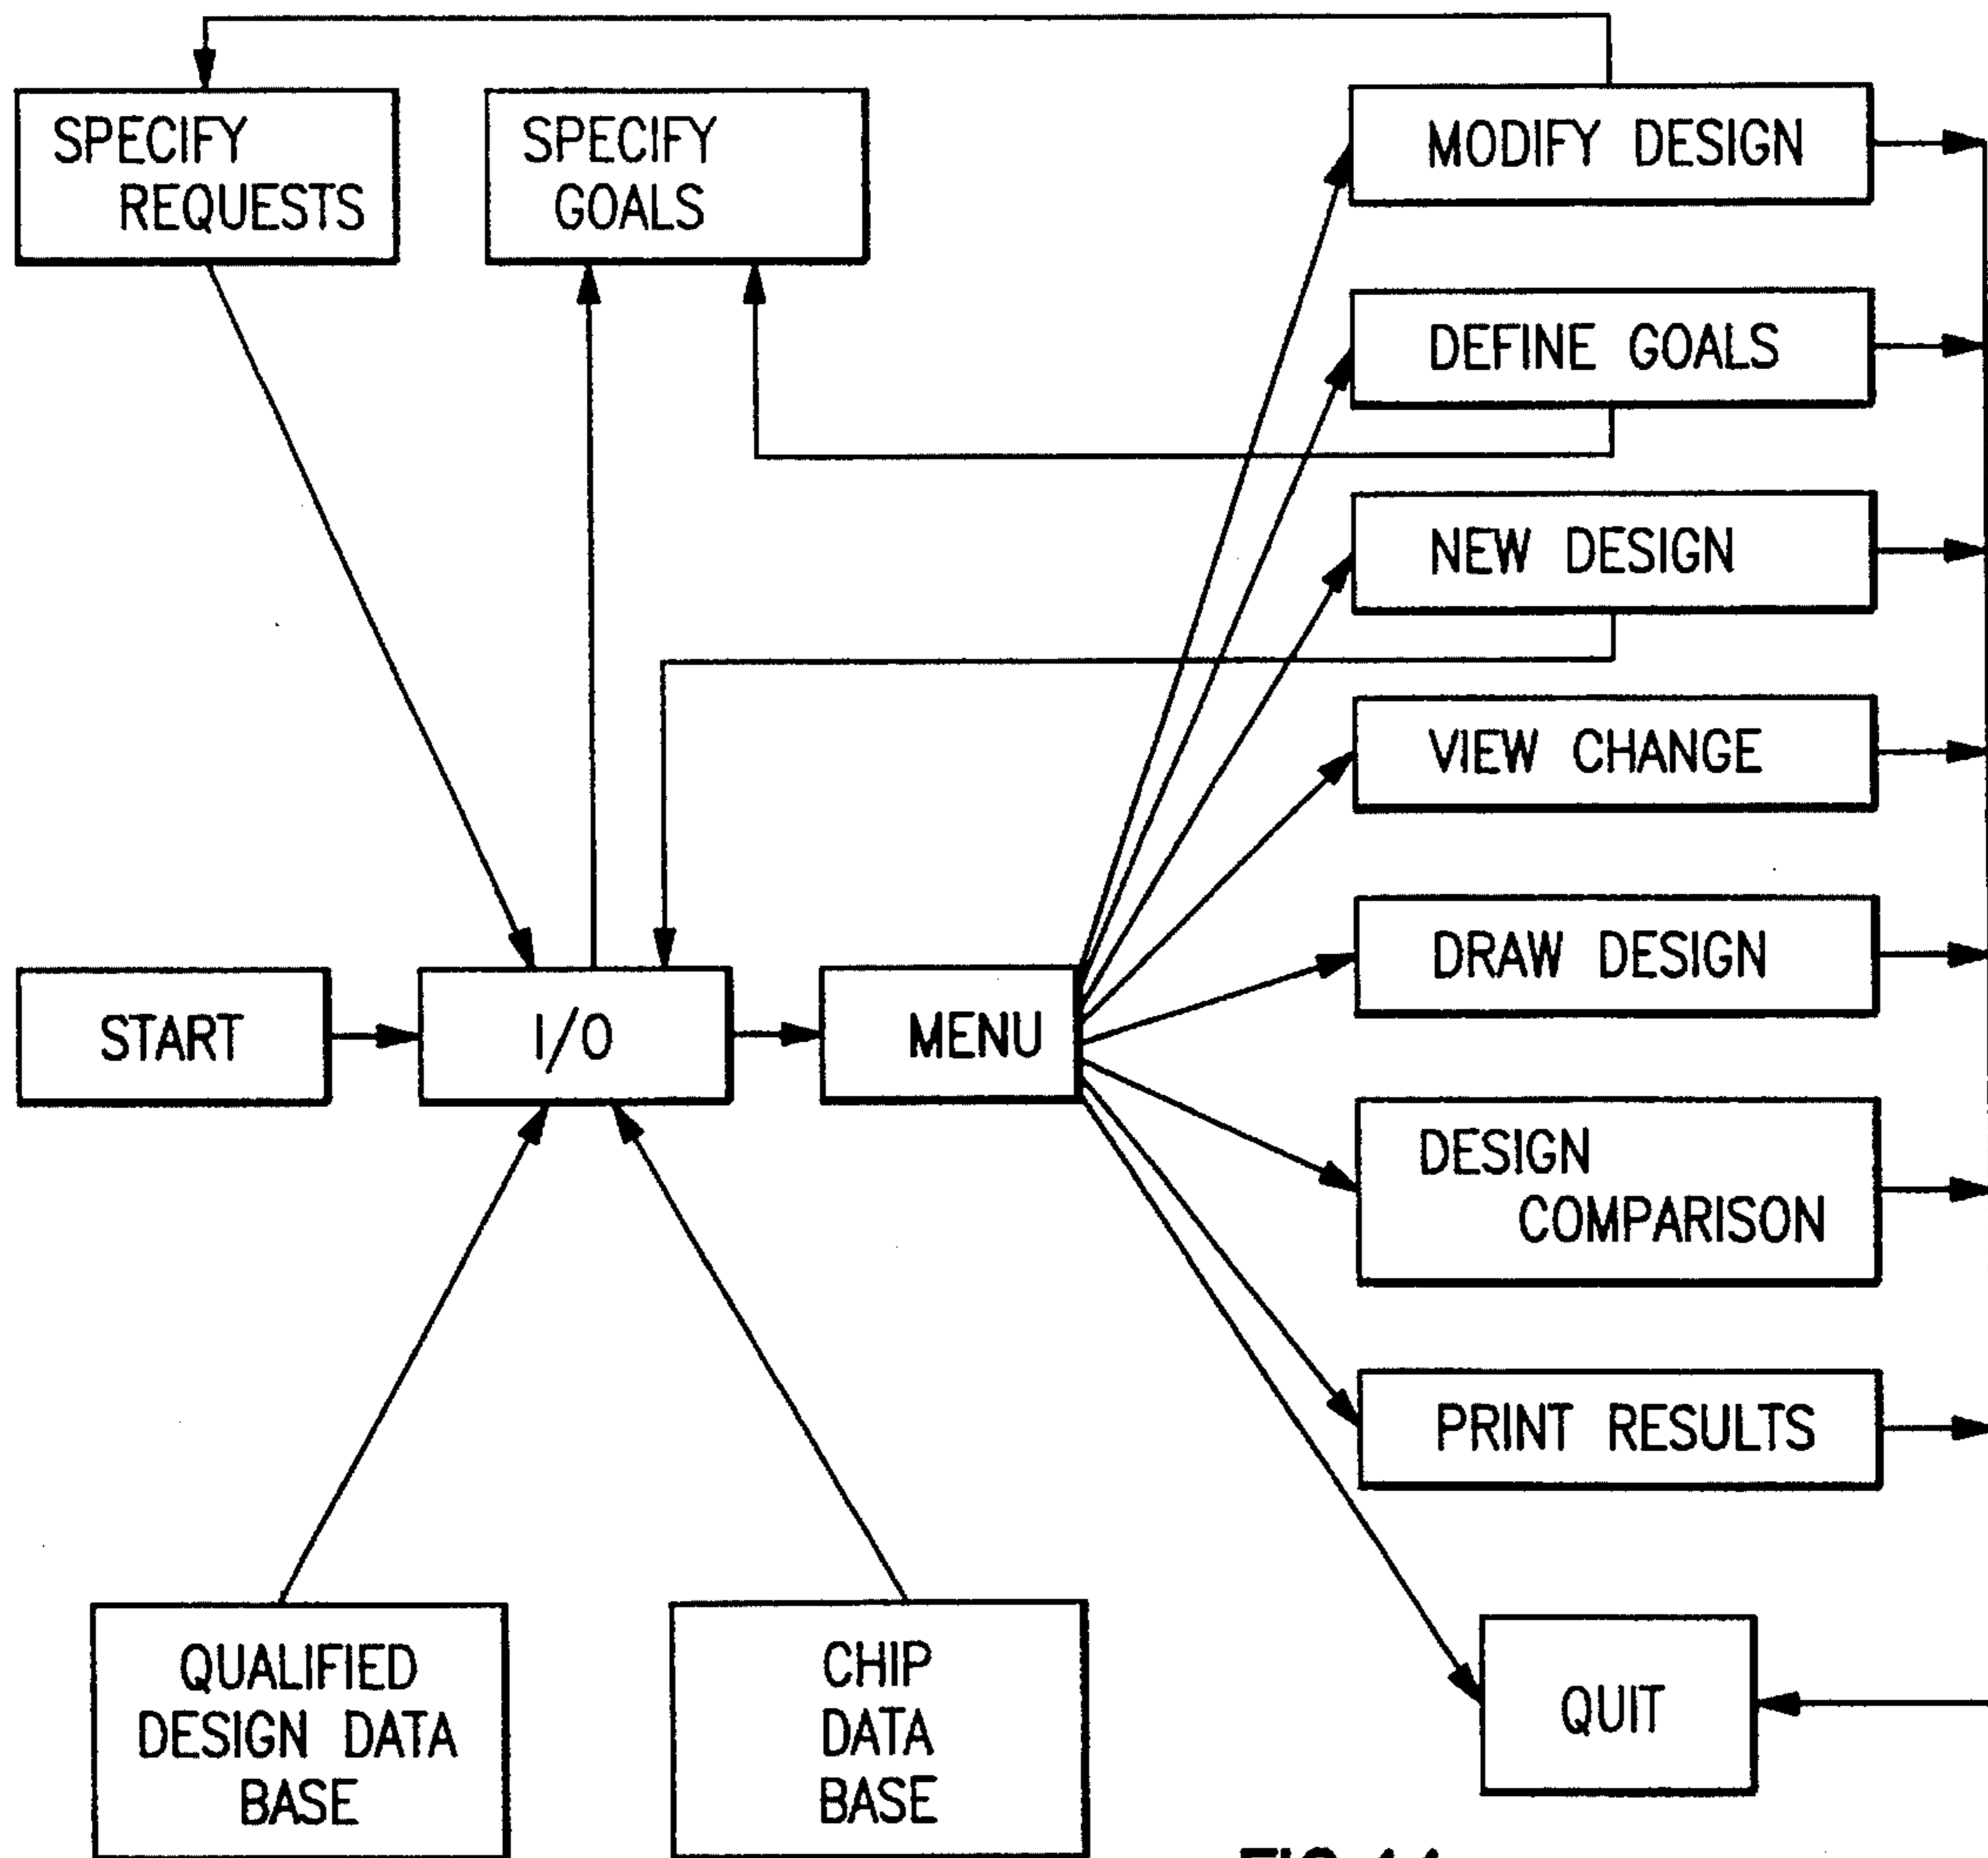 SPECIFY
REQUESTS
SPECIFY
GOALS
MODIFY DESIGN
DEFINE GOALS
NEW DESIGN
VIEW CHANGE
DRAW DESIGN
START
I/O
MENU
DESIGN
COMPARISON
PRINT RESULTS
QUALIFIED
DESIGN DATA
BASE
CHIP
DATA
BASE
QUIT